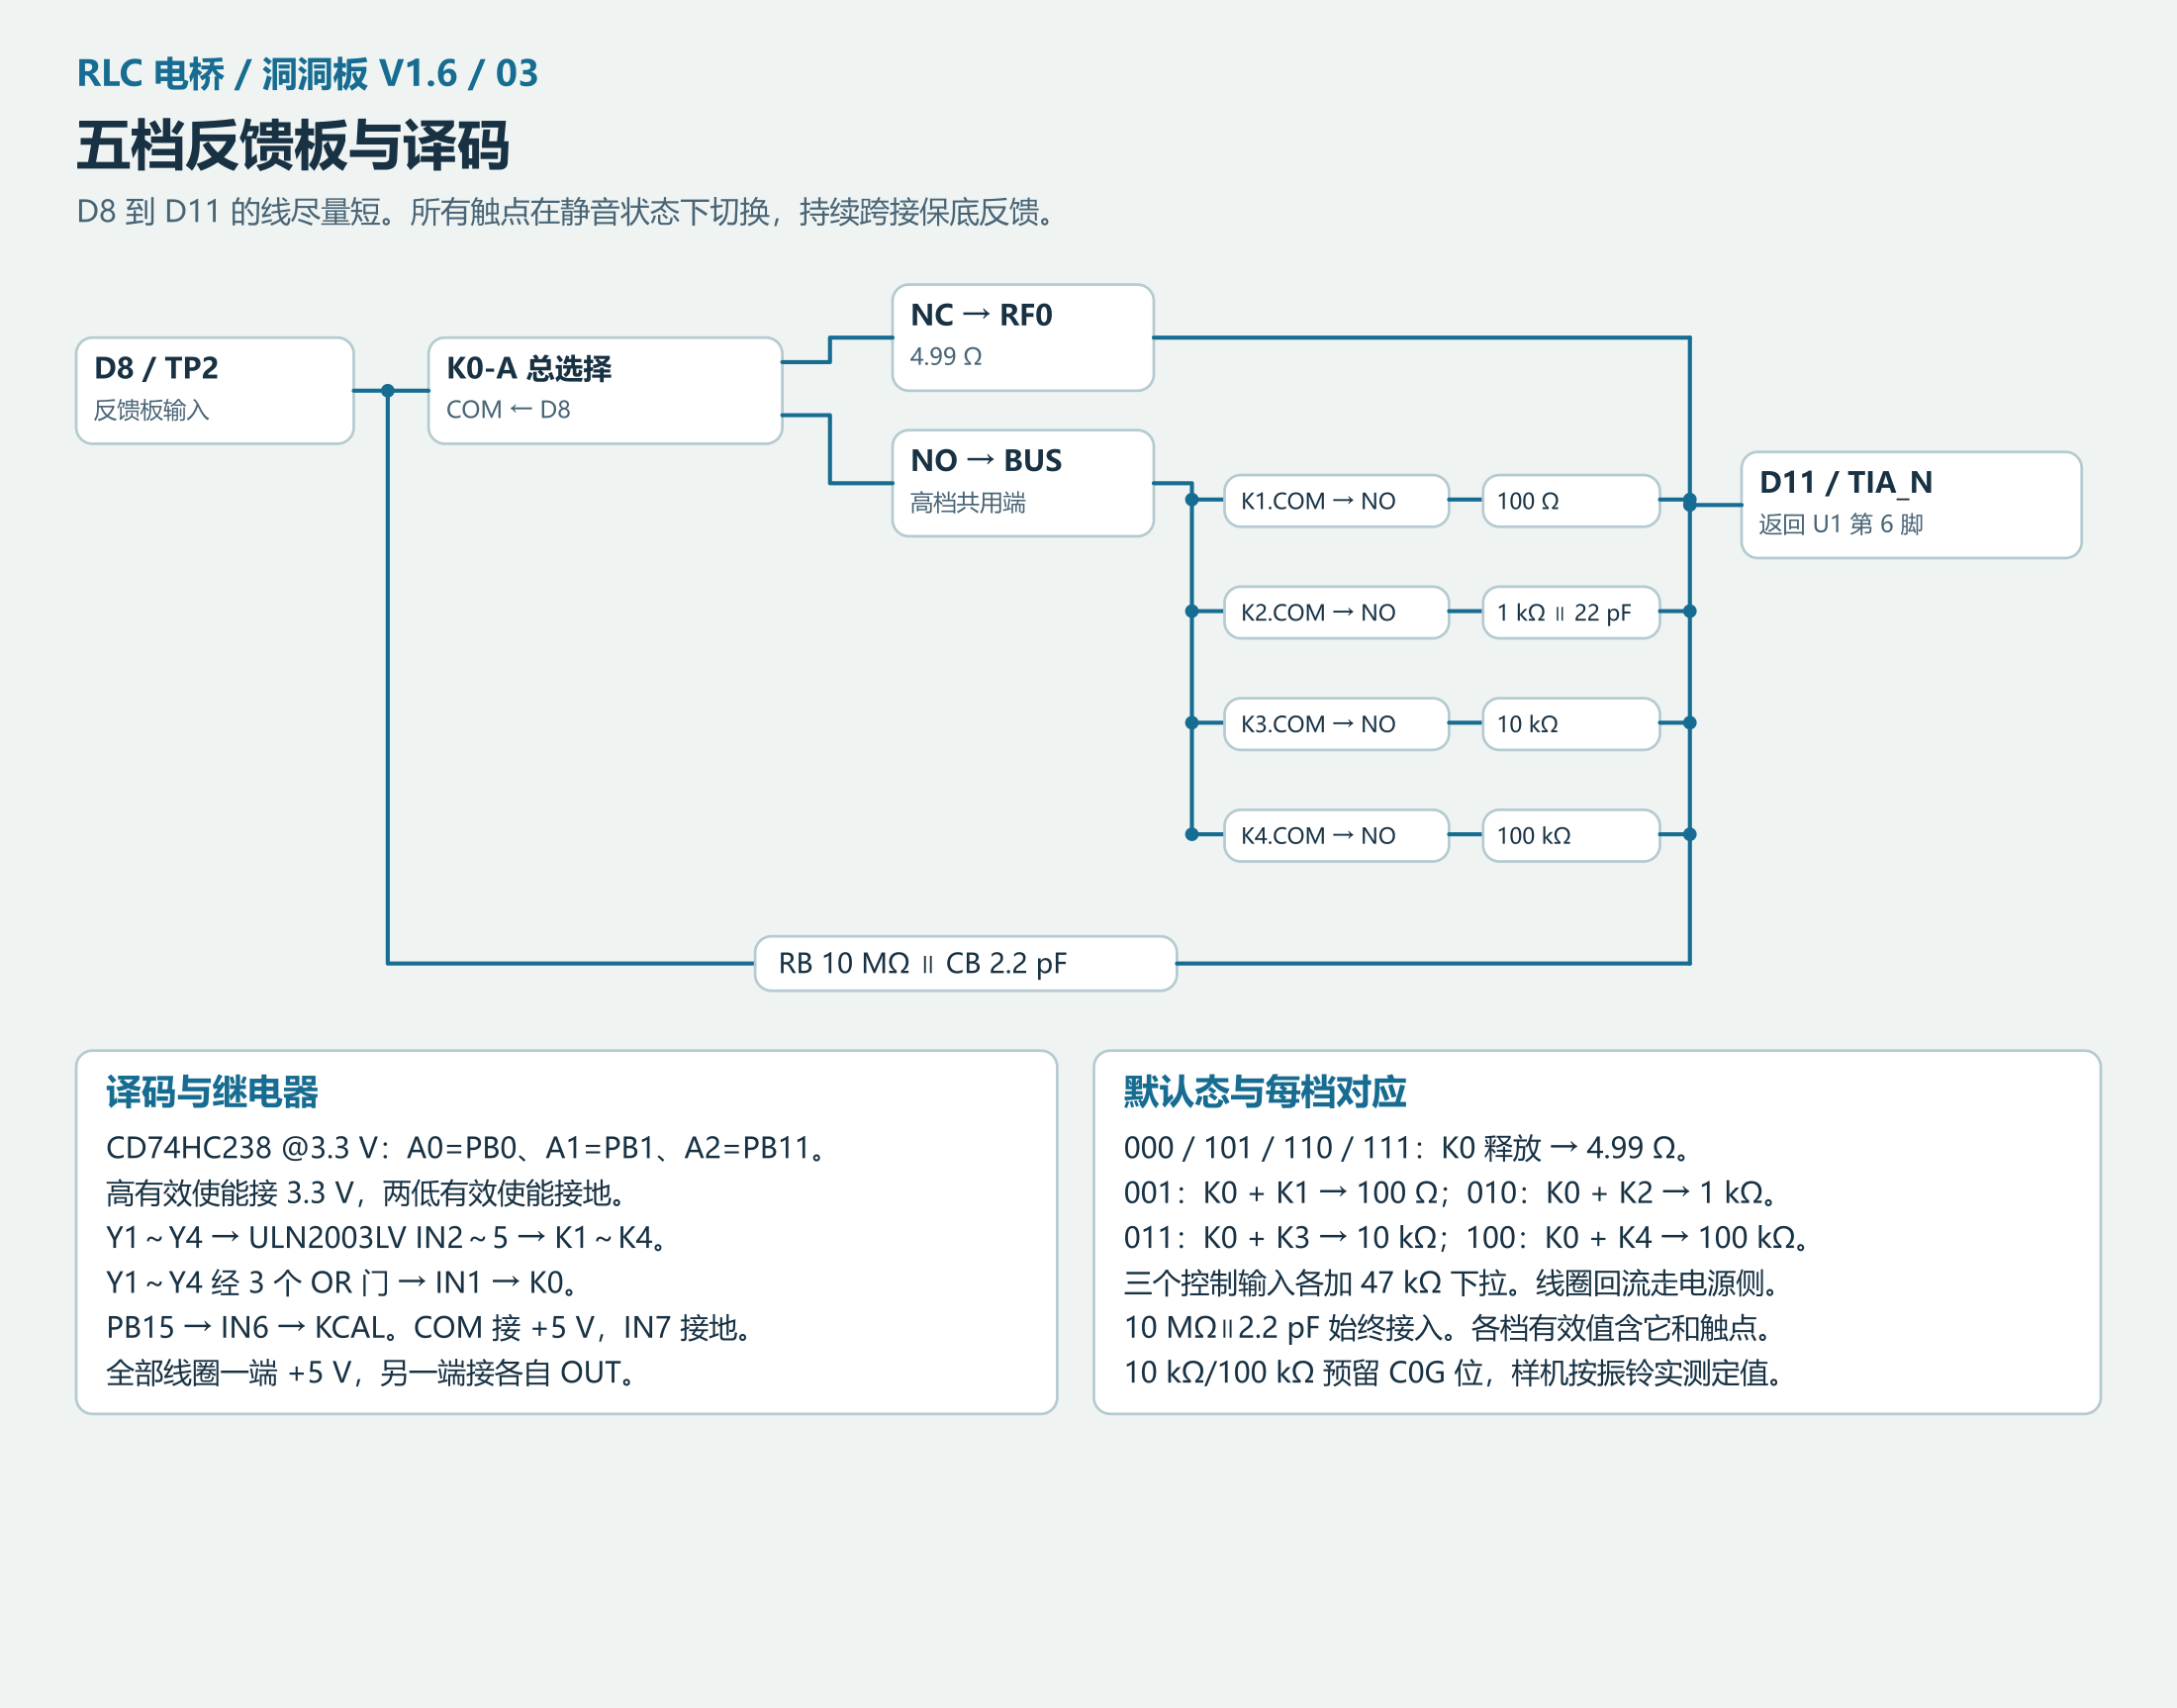 RLC 电桥 / 洞洞板 V1.6 / 03
五档反馈板与译码
D8 到 D11 的线尽量短。所有触点在静音状态下切换，持续跨接保底反馈。
D8 / TP2
反馈板输入
K0-A 总选择
COM ← D8
NC → RF0
4.99 Ω
NO → BUS
高档共用端
K1.COM → NO
100 Ω
D11 / TIA_N
返回 U1 第 6 脚
K2.COM → NO
1 kΩ ∥ 22 pF
K3.COM → NO
10 kΩ
K4.COM → NO
100 kΩ
RB 10 MΩ ∥ CB 2.2 pF
译码与继电器
CD74HC238 @3.3 V：A0=PB0、A1=PB1、A2=PB11。
高有效使能接 3.3 V，两低有效使能接地。
Y1～Y4 → ULN2003LV IN2～5 → K1～K4。
Y1～Y4 经 3 个 OR 门 → IN1 → K0。
PB15 → IN6 → KCAL。COM 接 +5 V，IN7 接地。
全部线圈一端 +5 V，另一端接各自 OUT。
默认态与每档对应
000 / 101 / 110 / 111：K0 释放 → 4.99 Ω。
001：K0 + K1 → 100 Ω；010：K0 + K2 → 1 kΩ。
011：K0 + K3 → 10 kΩ；100：K0 + K4 → 100 kΩ。
三个控制输入各加 47 kΩ 下拉。线圈回流走电源侧。
10 MΩ∥2.2 pF 始终接入。各档有效值含它和触点。
10 kΩ/100 kΩ 预留 C0G 位，样机按振铃实测定值。